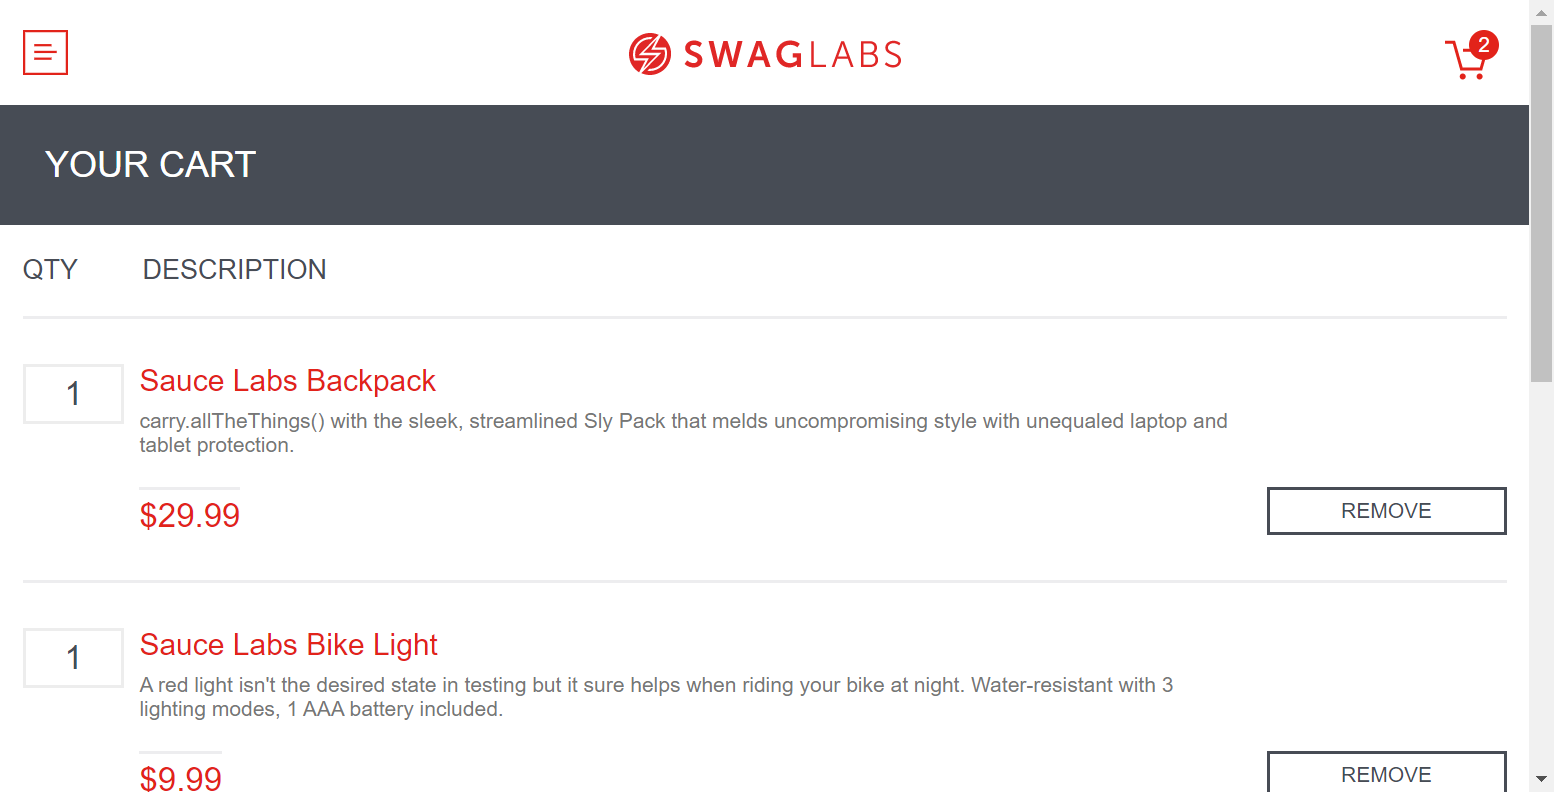 SWAGLABS
2
YOUR CART
QTY DESCRIPTION
1
Sauce Labs Backpack
carry.allTheThings() with the sleek, streamlined Sly Pack that melds uncompromising style with unequaled laptop and
tablet protection.
$29.99
REMOVE
1
Sauce Labs Bike Light
A red light isn't the desired state in testing but it sure helps when riding your bike at night. Water-resistant with 3
lighting modes, 1 AAA battery included.
$9.99
REMOVE